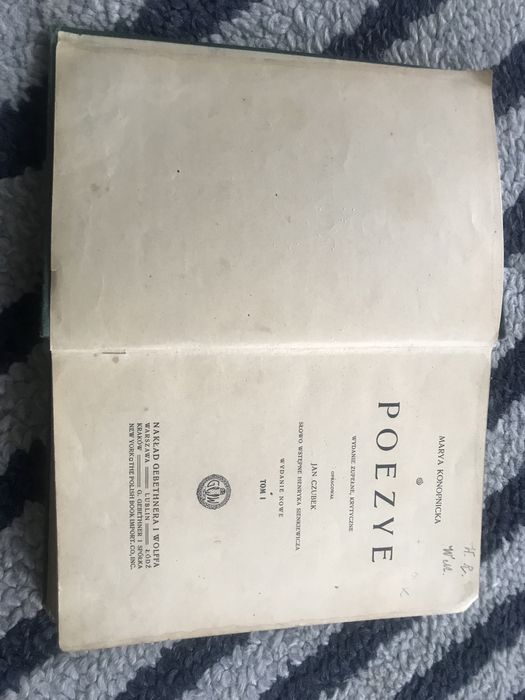 MARYA KONOPNICKA
POEZYE
WYDANIE ZUPEŁNE, KRYTYCZNE
OPRACOWAŁ
JAN CZUBEK
SŁOWO WSTĘPNE HENRYKA SIENKIEWICZA
WYDANIE NOWE
TOM I
NAKŁAD GEBETHNERA I WOLFFA
WARSZAWA LUBLIN ŁÓDŹ
KRAKÓW G. GEBETHNER I SPÓŁKA
NEW YORK THE POLISH BOOK IMPORT. CO, INC.